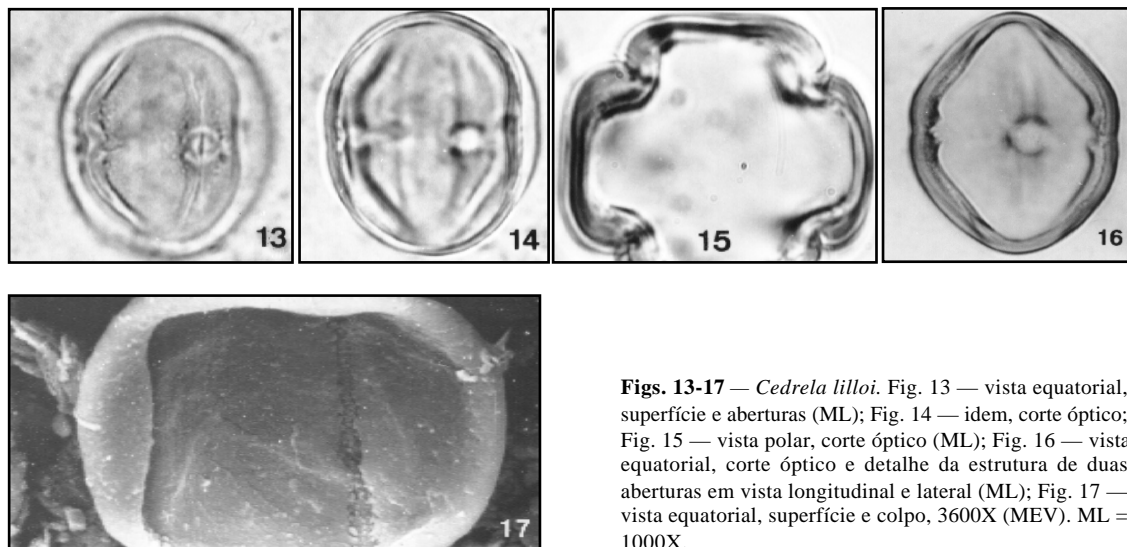 13
14
15
16
17
Figs. 13-17 — Cedrela lilloi. Fig. 13 — vista equatorial,
superfície e aberturas (ML); Fig. 14 — idem, corte óptico;
Fig. 15 — vista polar, corte óptico (ML); Fig. 16 — vista
equatorial, corte óptico e detalhe da estrutura de duas
aberturas em vista longitudinal e lateral (ML); Fig. 17 —
vista equatorial, superfície e colpo, 3600X (MEV). ML =
1000X